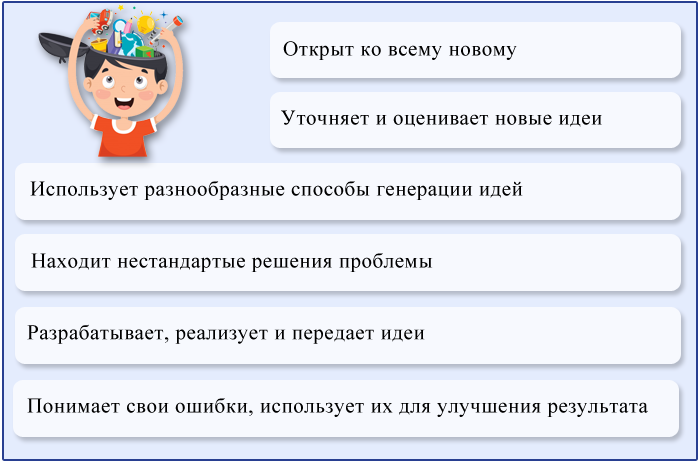 Открыт ко всему новому
Уточняет и оценивает новые идеи
Использует разнообразные способы генерации идей
Находит нестандартые решения проблемы
Разрабатывает, реализует и передает идеи
Понимает свои ошибки, использует их для улучшения результата